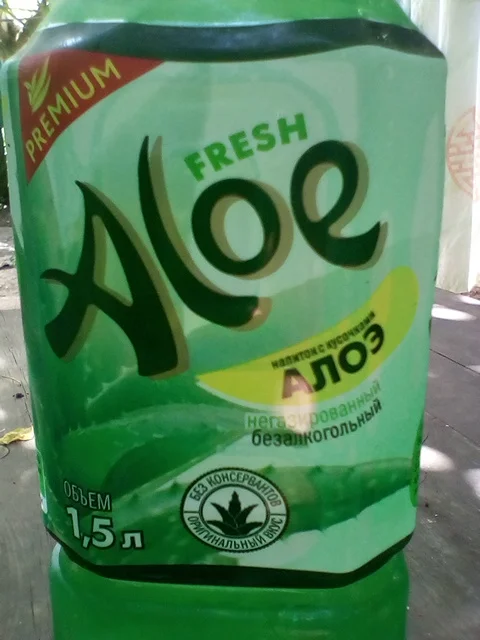 PREMIUM
FRESH
Aloe
напиток с кусочками
АЛОЭ
негазированный
безалкогольный
БЕЗ КОНСЕРВАНТОВ
ОРИГИНАЛЬНЫЙ ВКУС
ОБЪЕМ
1,5 л